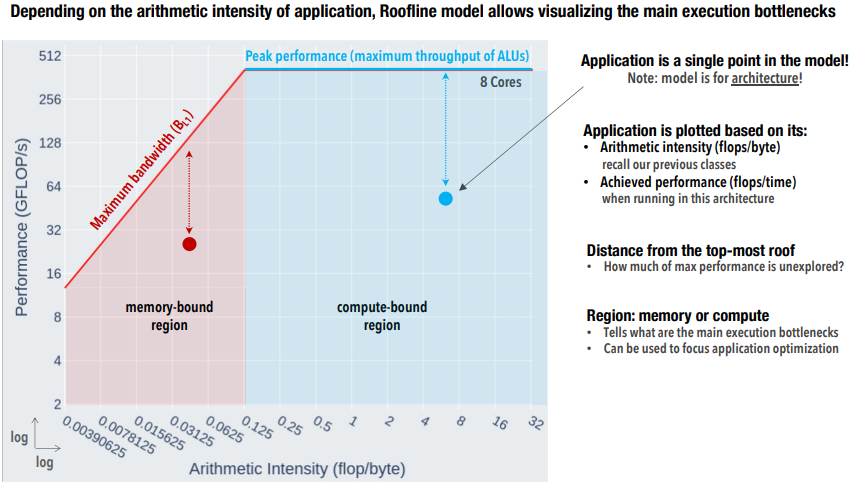 Depending on the arithmetic intensity of application, Roofline model allows visualizing the main execution bottlenecks
512
256
128
64
32
16
8
4
2
Performance (GFLOP/s)
Peak performance (maximum throughput of ALUs)
8 Cores
Maximum bandwidth (BL1)
memory-bound
region
compute-bound
region
log
log
0.00390625
0.0078125
0.015625
0.03125
0.0625
0.125
0.25
0.5
1
2
4
8
16
32
Arithmetic Intensity (flop/byte)
Application is a single point in the model!
Note: model is for architecture!
Application is plotted based on its:
• Arithmetic intensity (flops/byte)
recall our previous classes
• Achieved performance (flops/time)
when running in this architecture
Distance from the top-most roof
• How much of max performance is unexplored?
Region: memory or compute
• Tells what are the main execution bottlenecks
• Can be used to focus application optimization